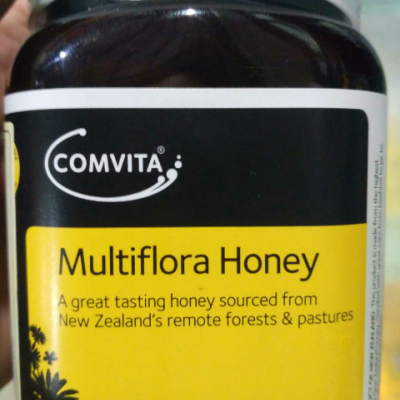 COMVITA®
Multiflora Honey
A great tasting honey sourced from
New Zealand's remote forests & pastures